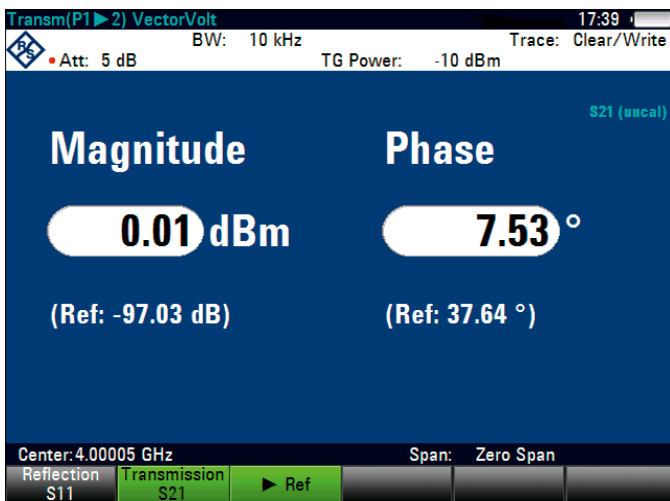 Transm(P1►2) VectorVolt 17:39
BW: 10 kHz Trace: Clear/Write
R&S
• Att: 5 dB TG Power: -10 dBm
S21 (uncal)
Magnitude Phase
0.01 dBm 7.53 °
(Ref: -97.03 dB) (Ref: 37.64 °)
Center: 4.00005 GHz Span: Zero Span
Reflection Transmission ► Ref
S11 S21